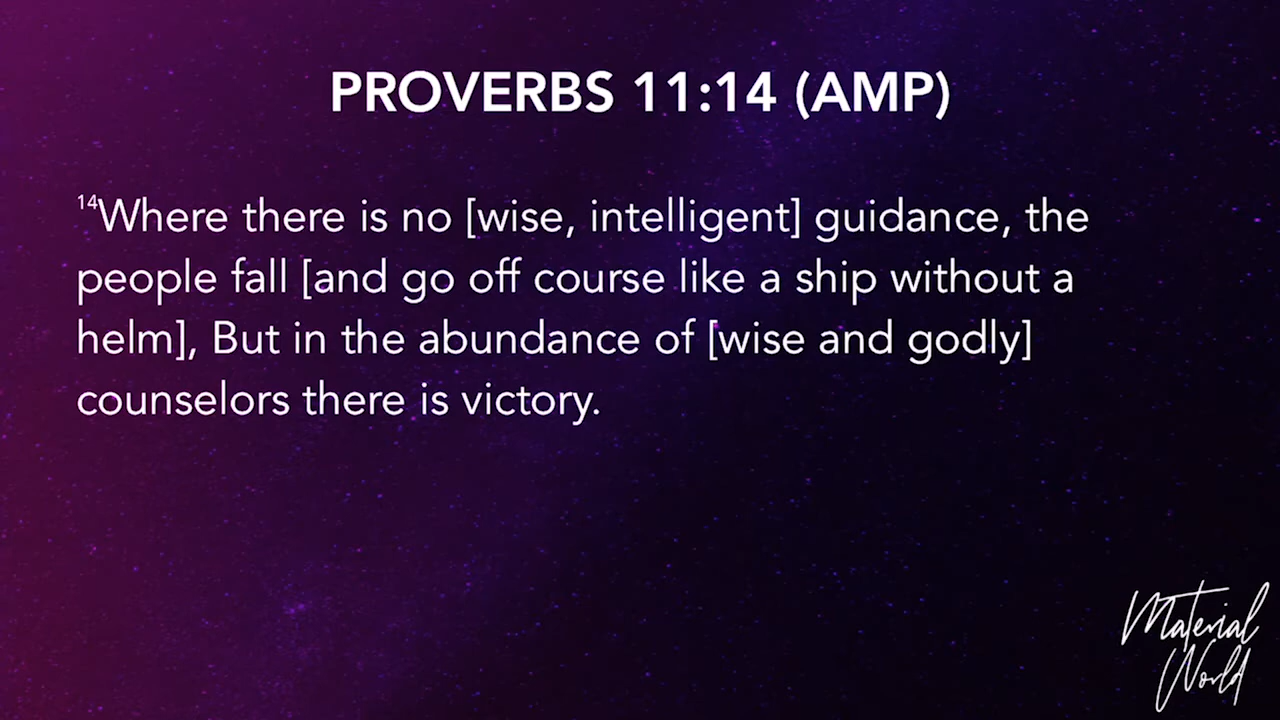 PROVERBS 11:14 (AMP)
14Where there is no [wise, intelligent] guidance, the
people fall [and go off course like a ship without a
helm], But in the abundance of [wise and godly]
counselors there is victory.
Material
World